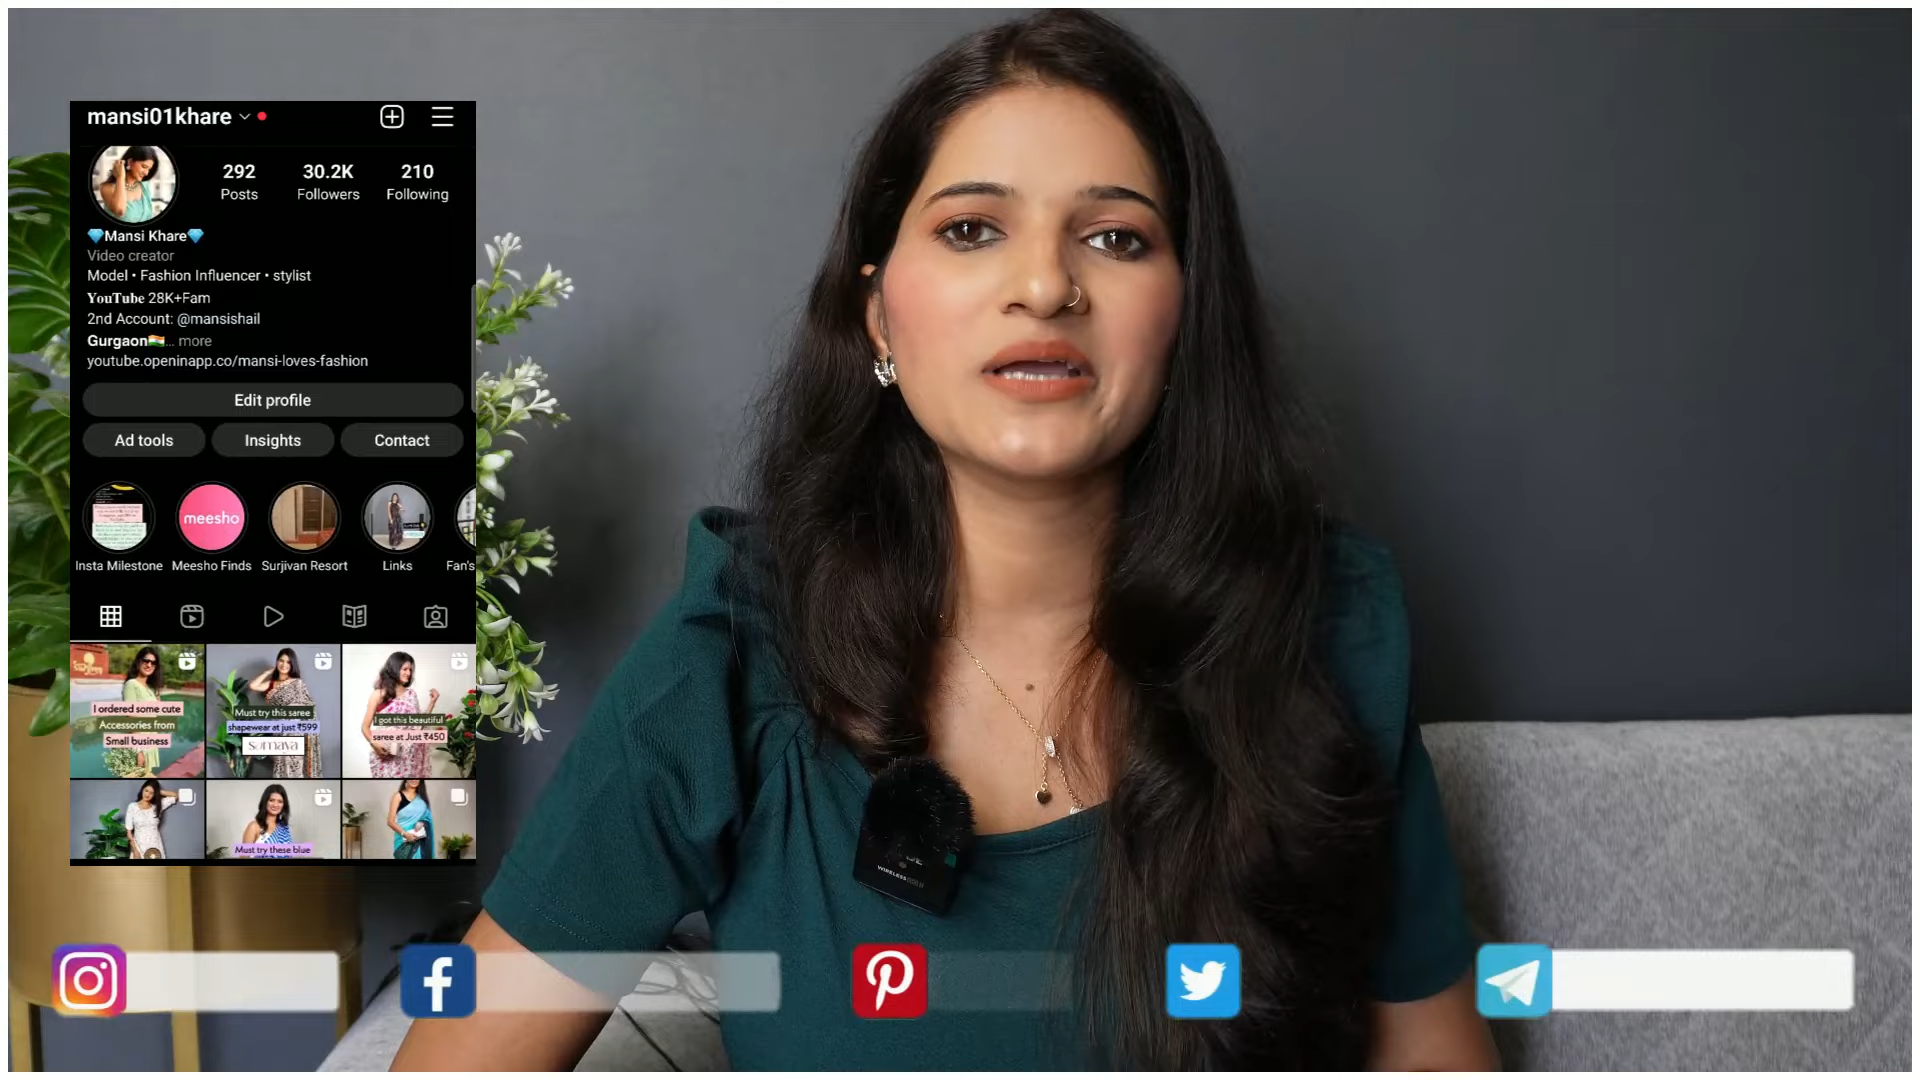 mansi01khare
292 30.2K 210
Posts Followers Following
💎Mansi Khare💎
Video creator
Model • Fashion Influencer • stylist
YouTube 28K+Fam
2nd Account: @mansishail
Gurgaon🇮🇳... more
youtube.openinapp.co/mansi-loves-fashion
Edit profile
Ad tools Insights Contact
meesho
Insta Milestone Meesho Finds Surjivan Resort Links Fan's
I ordered some cute
Accessories from
Small business
Must try this saree
shapewear at just ₹599
somava
I got this beautiful
saree at Just ₹450
Must try these blue
WIRELESS